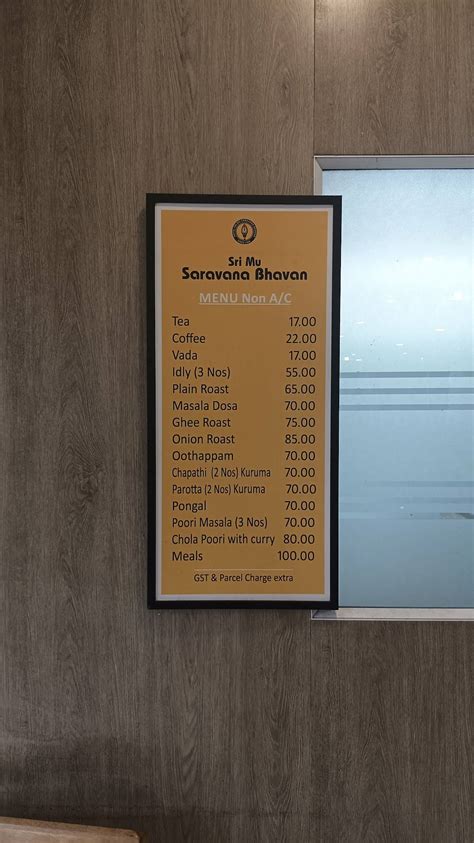 Sri Mu
Saravana Bhavan
MENU Non A/C
Tea 17.00
Coffee 22.00
Vada 17.00
Idly (3 Nos) 55.00
Plain Roast 65.00
Masala Dosa 70.00
Ghee Roast 75.00
Onion Roast 85.00
Oothappam 70.00
Chapathi (2 Nos) Kuruma 70.00
Parotta (2 Nos) Kuruma 70.00
Pongal 70.00
Poori Masala (3 Nos) 70.00
Chola Poori with curry 80.00
Meals 100.00
GST & Parcel Charge extra